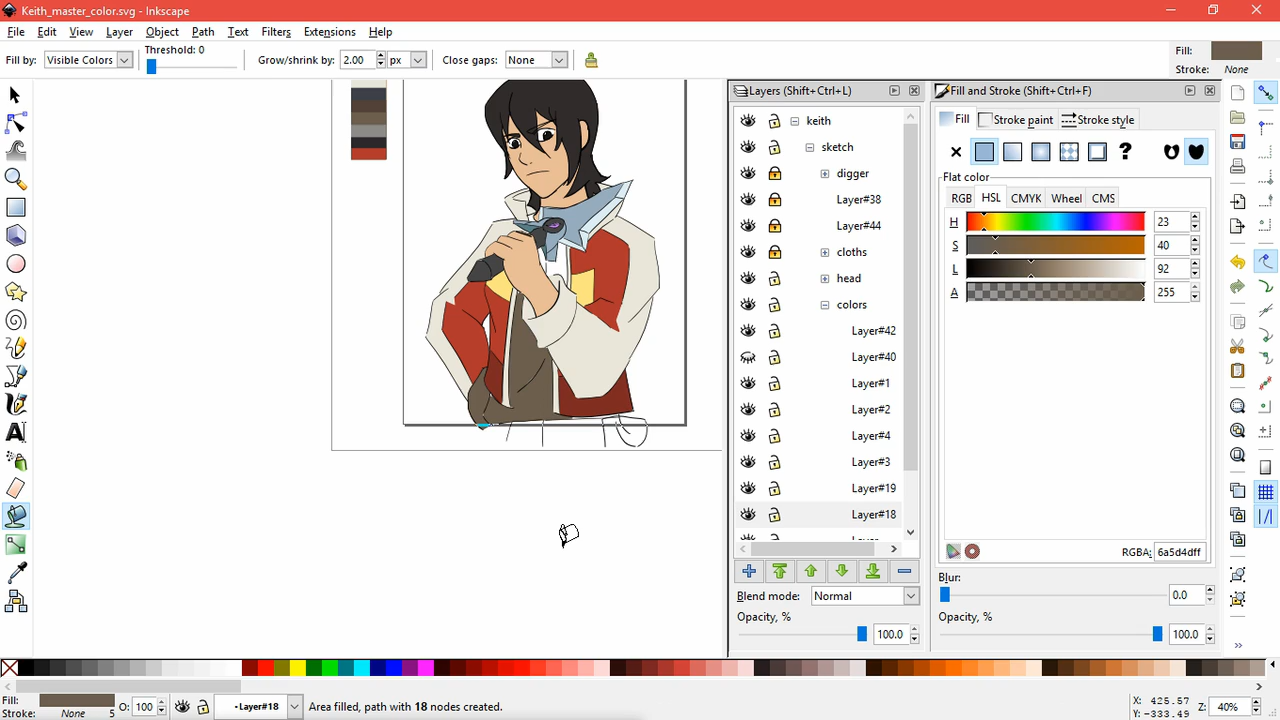 Keith_master_color.svg - Inkscape
File Edit View Layer Object Path Text Filters Extensions Help
Fill by: Visible Colors Threshold: 0 Grow/shrink by: 2.00 px Close gaps: None
Fill:
Stroke: None
Layers (Shift+Ctrl+L)
keith
sketch
digger
Layer#38
Layer#44
cloths
head
colors
Layer#42
Layer#40
Layer#1
Layer#2
Layer#4
Layer#3
Layer#19
Layer#18
Blend mode: Normal
Opacity, %
100.0
Fill and Stroke (Shift+Ctrl+F)
Fill Stroke paint Stroke style
?
Flat color
RGB HSL CMYK Wheel CMS
H 23
S 40
L 92
A 255
RGBA: 6a5d4dff
Blur:
0.0
Opacity, %
100.0
Fill:
Stroke: None 5
O: 100
•Layer#18
Area filled, path with 18 nodes created.
X: 425.57
Y: -333.49
Z: 40%